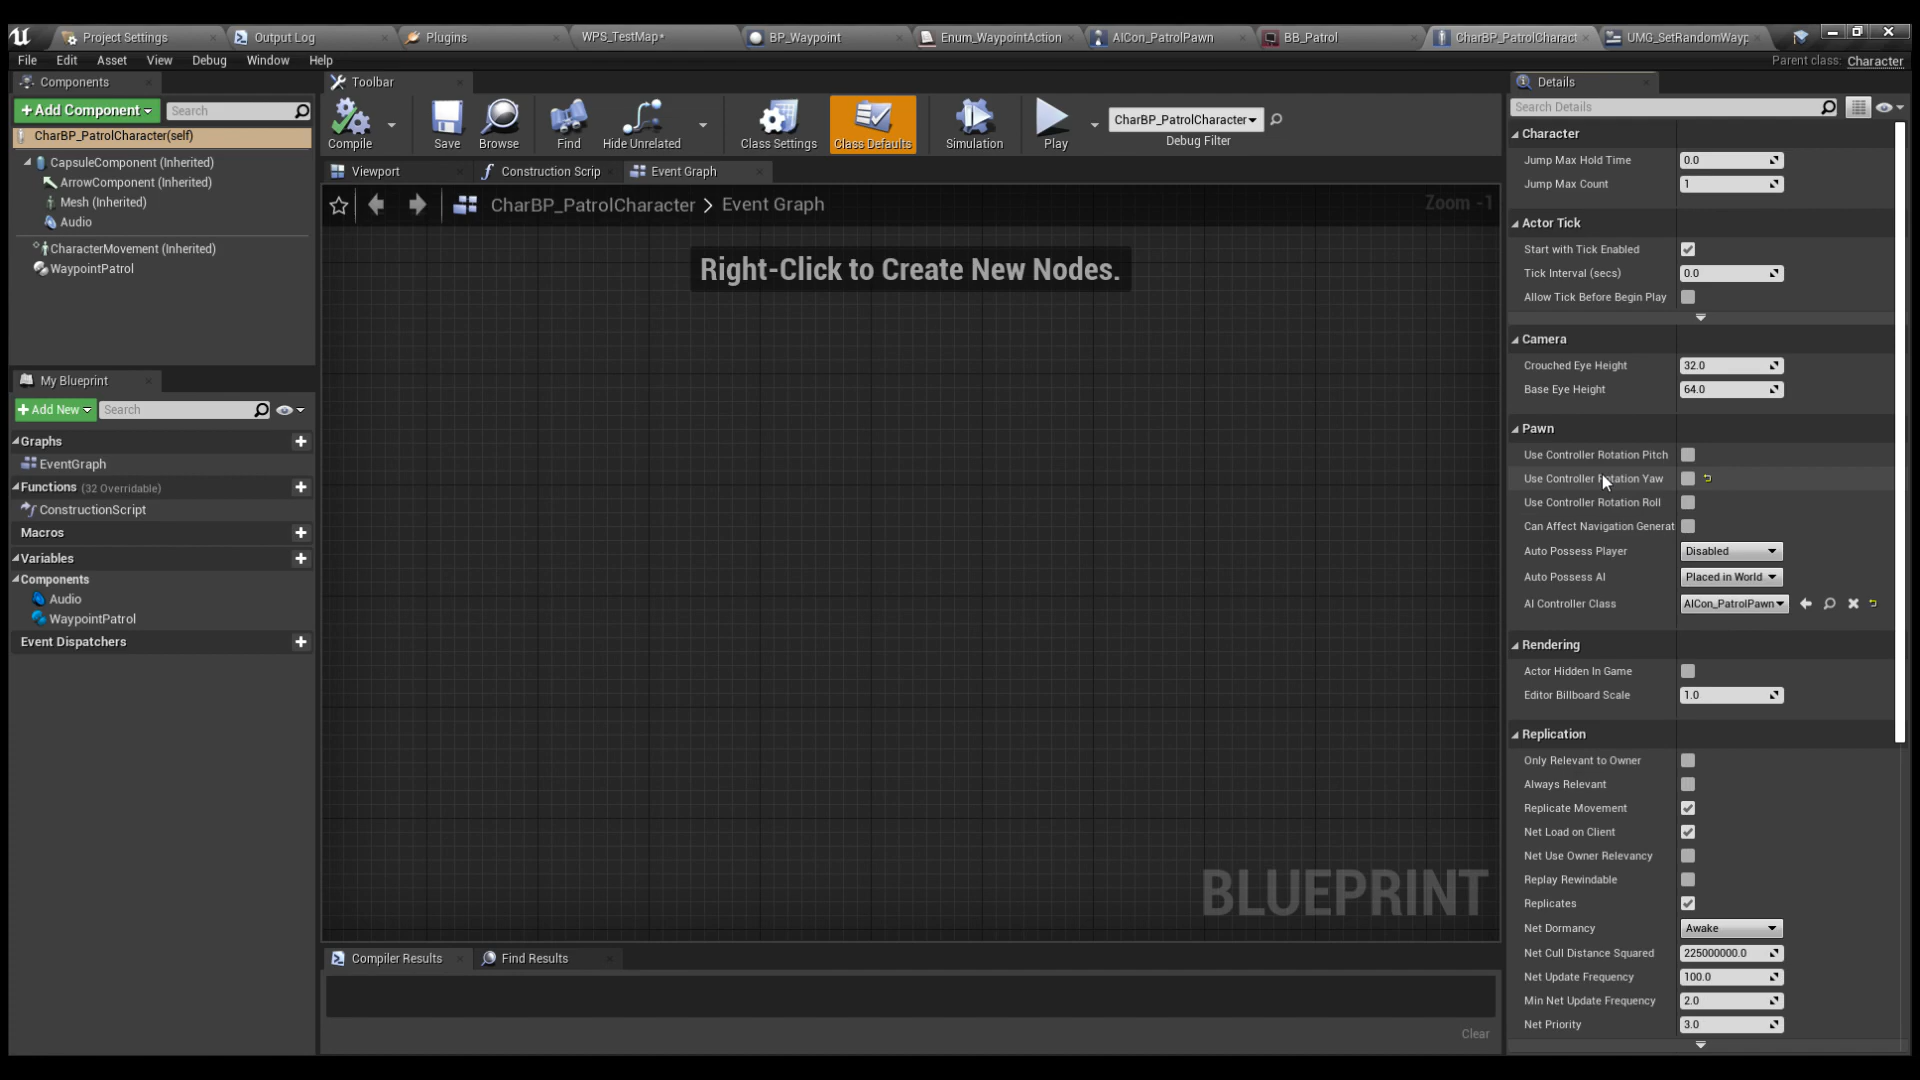 Project Settings
Output Log
Plugins
WPS_TestMap*
BP_Waypoint
Enum_WaypointAction
AICon_PatrolPawn
BB_Patrol
CharBP_PatrolCharact
UMG_SetRandomWayp
File Edit Asset View Debug Window Help
Parent class: Character
Components
+Add Component
Search
CharBP_PatrolCharacter(self)
CapsuleComponent (Inherited)
ArrowComponent (Inherited)
Mesh (Inherited)
Audio
CharacterMovement (Inherited)
WaypointPatrol
My Blueprint
+Add New
Search
Graphs
EventGraph
Functions (32 Overridable)
ConstructionScript
Macros
Variables
Components
Audio
WaypointPatrol
Event Dispatchers
Toolbar
Compile
Save
Browse
Find
Hide Unrelated
Class Settings
Class Defaults
Simulation
Play
CharBP_PatrolCharacter
Debug Filter
Viewport
Construction Scrip
Event Graph
CharBP_PatrolCharacter > Event Graph
Zoom -1
Right-Click to Create New Nodes.
BLUEPRINT
Compiler Results
Find Results
Clear
Details
Search Details
Character
Jump Max Hold Time 0.0
Jump Max Count 1
Actor Tick
Start with Tick Enabled
Tick Interval (secs) 0.0
Allow Tick Before Begin Play
Camera
Crouched Eye Height 32.0
Base Eye Height 64.0
Pawn
Use Controller Rotation Pitch
Use Controller Rotation Yaw
Use Controller Rotation Roll
Can Affect Navigation Generat
Auto Possess Player Disabled
Auto Possess AI Placed in World
AI Controller Class AICon_PatrolPawn
Rendering
Actor Hidden In Game
Editor Billboard Scale 1.0
Replication
Only Relevant to Owner
Always Relevant
Replicate Movement
Net Load on Client
Net Use Owner Relevancy
Replay Rewindable
Replicates
Net Dormancy Awake
Net Cull Distance Squared 225000000.0
Net Update Frequency 100.0
Min Net Update Frequency 2.0
Net Priority 3.0